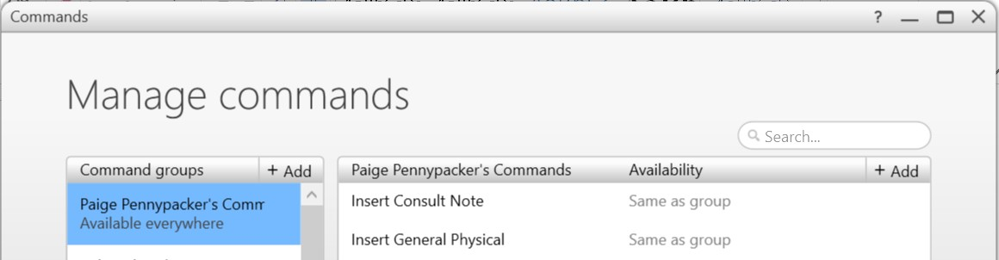 Commands
?
Manage commands
Search...
Command groups + Add
Paige Pennypacker's Commands Availability + Add
Paige Pennypacker's Comm
Available everywhere
Insert Consult Note Same as group
Insert General Physical Same as group